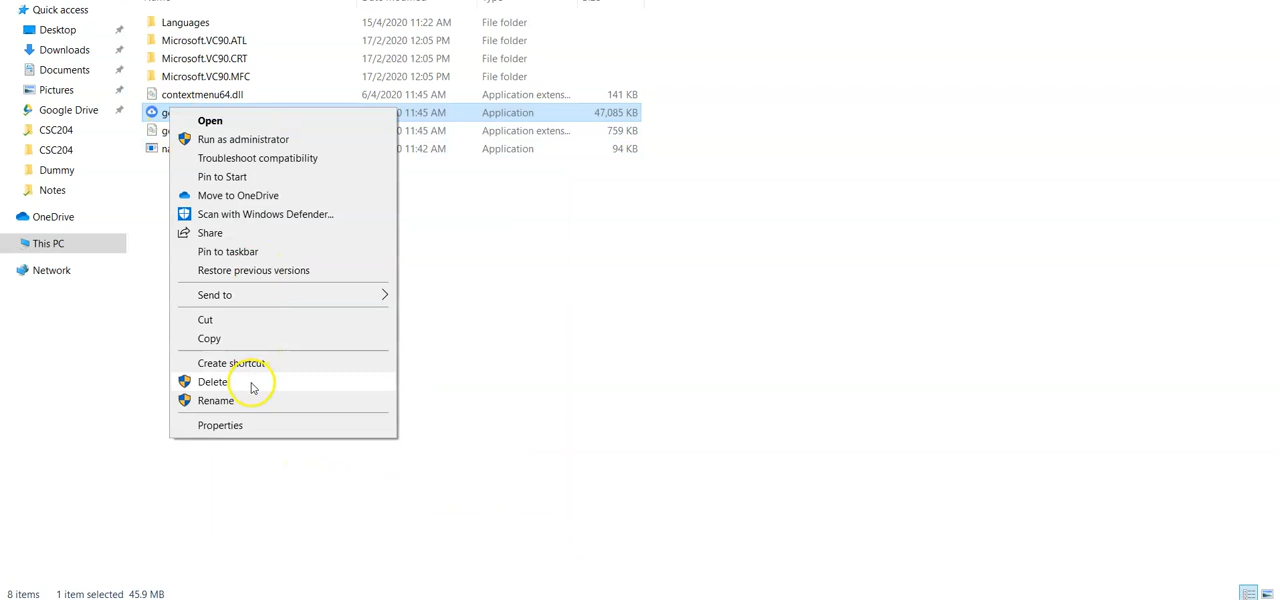 Quick access
Desktop
Downloads
Documents
Pictures
Google Drive
CSC204
CSC204
Dummy
Notes
OneDrive
This PC
Network
Languages 15/4/2020 11:22 AM File folder
Microsoft.VC90.ATL 17/2/2020 12:05 PM File folder
Microsoft.VC90.CRT 17/2/2020 12:05 PM File folder
Microsoft.VC90.MFC 17/2/2020 12:05 PM File folder
contextmenu64.dll 6/4/2020 11:45 AM Application extens... 141 KB
11:45 AM Application 47,085 KB
11:45 AM Application extens... 759 KB
11:42 AM Application 94 KB
Open
Run as administrator
Troubleshoot compatibility
Pin to Start
Move to OneDrive
Scan with Windows Defender...
Share
Pin to taskbar
Restore previous versions
Send to
Cut
Copy
Create shortcut
Delete
Rename
Properties
8 items 1 item selected 45.9 MB